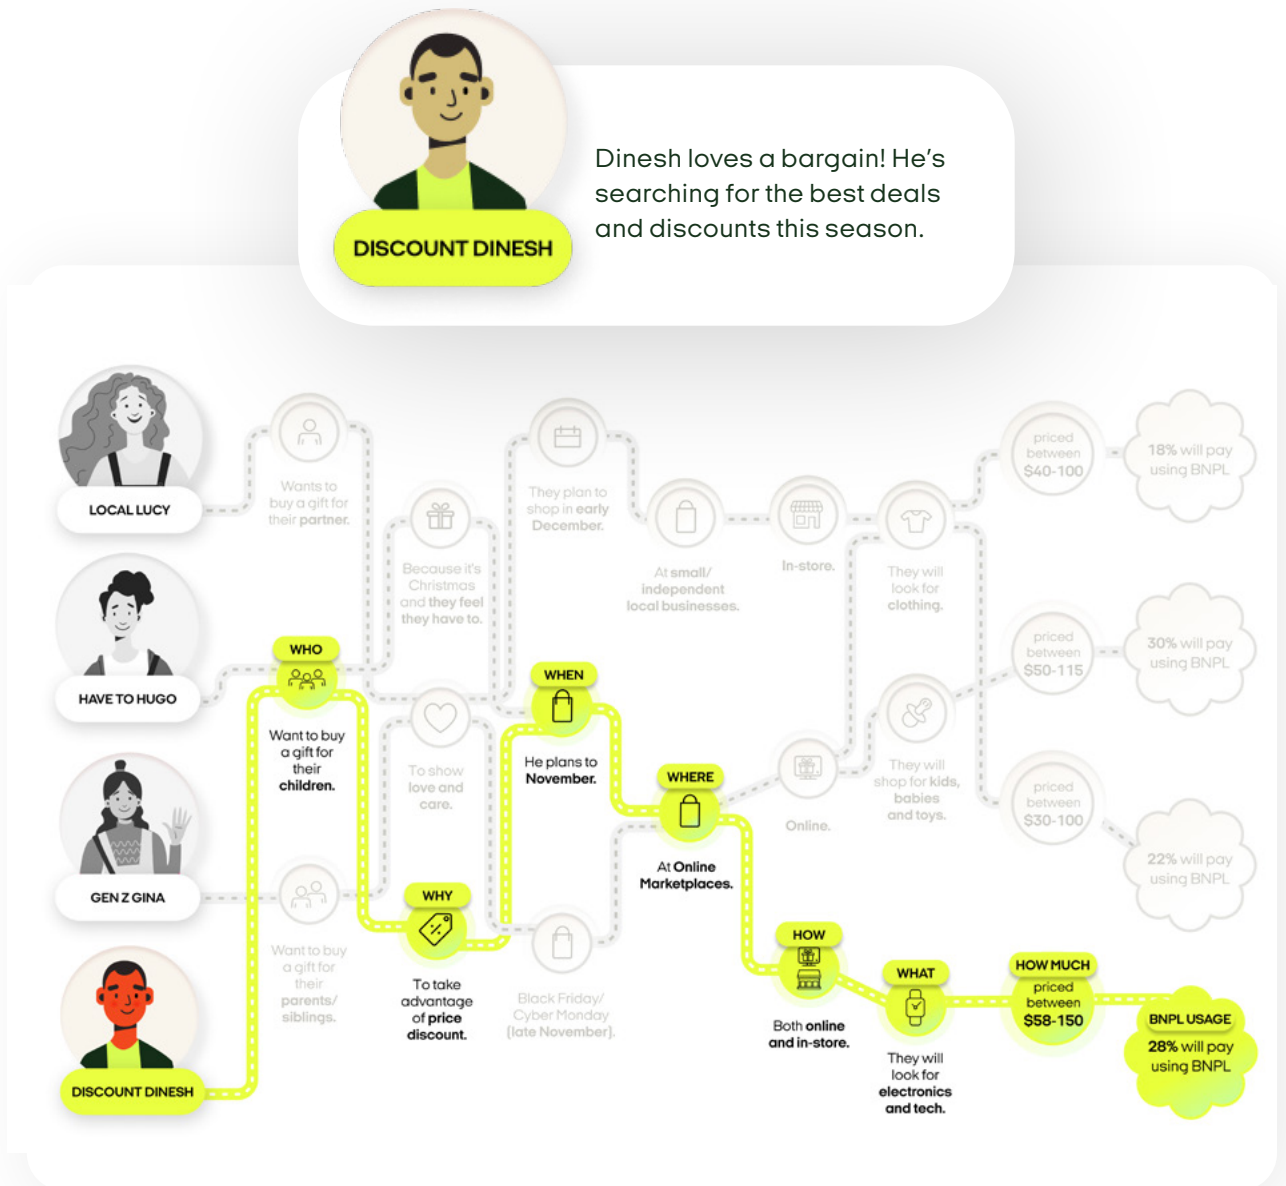 Dinesh loves a bargain! He's
searching for the best deals
and discounts this season.
DISCOUNT DINESH
LOCAL LUCY
Wants to
buy a gift for
their partner.
Because it's
Christmas
and they feel
they have to.
They plan to
shop in early
December.
At small/
independent
local businesses.
In-store.
They will
look for
clothing.
priced
between
$40-100
18% will pay
using BNPL
HAVE TO HUGO
WHO
Want to buy
a gift for
their
children.
To show
love and
care.
WHEN
He plans to
November.
WHERE
At Online
Marketplaces.
Online.
They will
shop for kids,
babies
and toys.
priced
between
$50-115
30% will pay
using BNPL
GEN Z GINA
Want to buy
a gift for
their
parents/
siblings.
WHY
To take
advantage
of price
discount.
Black Friday/
Cyber Monday
(late November).
priced
between
$30-100
22% will pay
using BNPL
DISCOUNT DINESH
HOW
Both online
and in-store.
WHAT
They will
look for
electronics
and tech.
HOW MUCH
priced
between
$58-150
BNPL USAGE
28% will pay
using BNPL